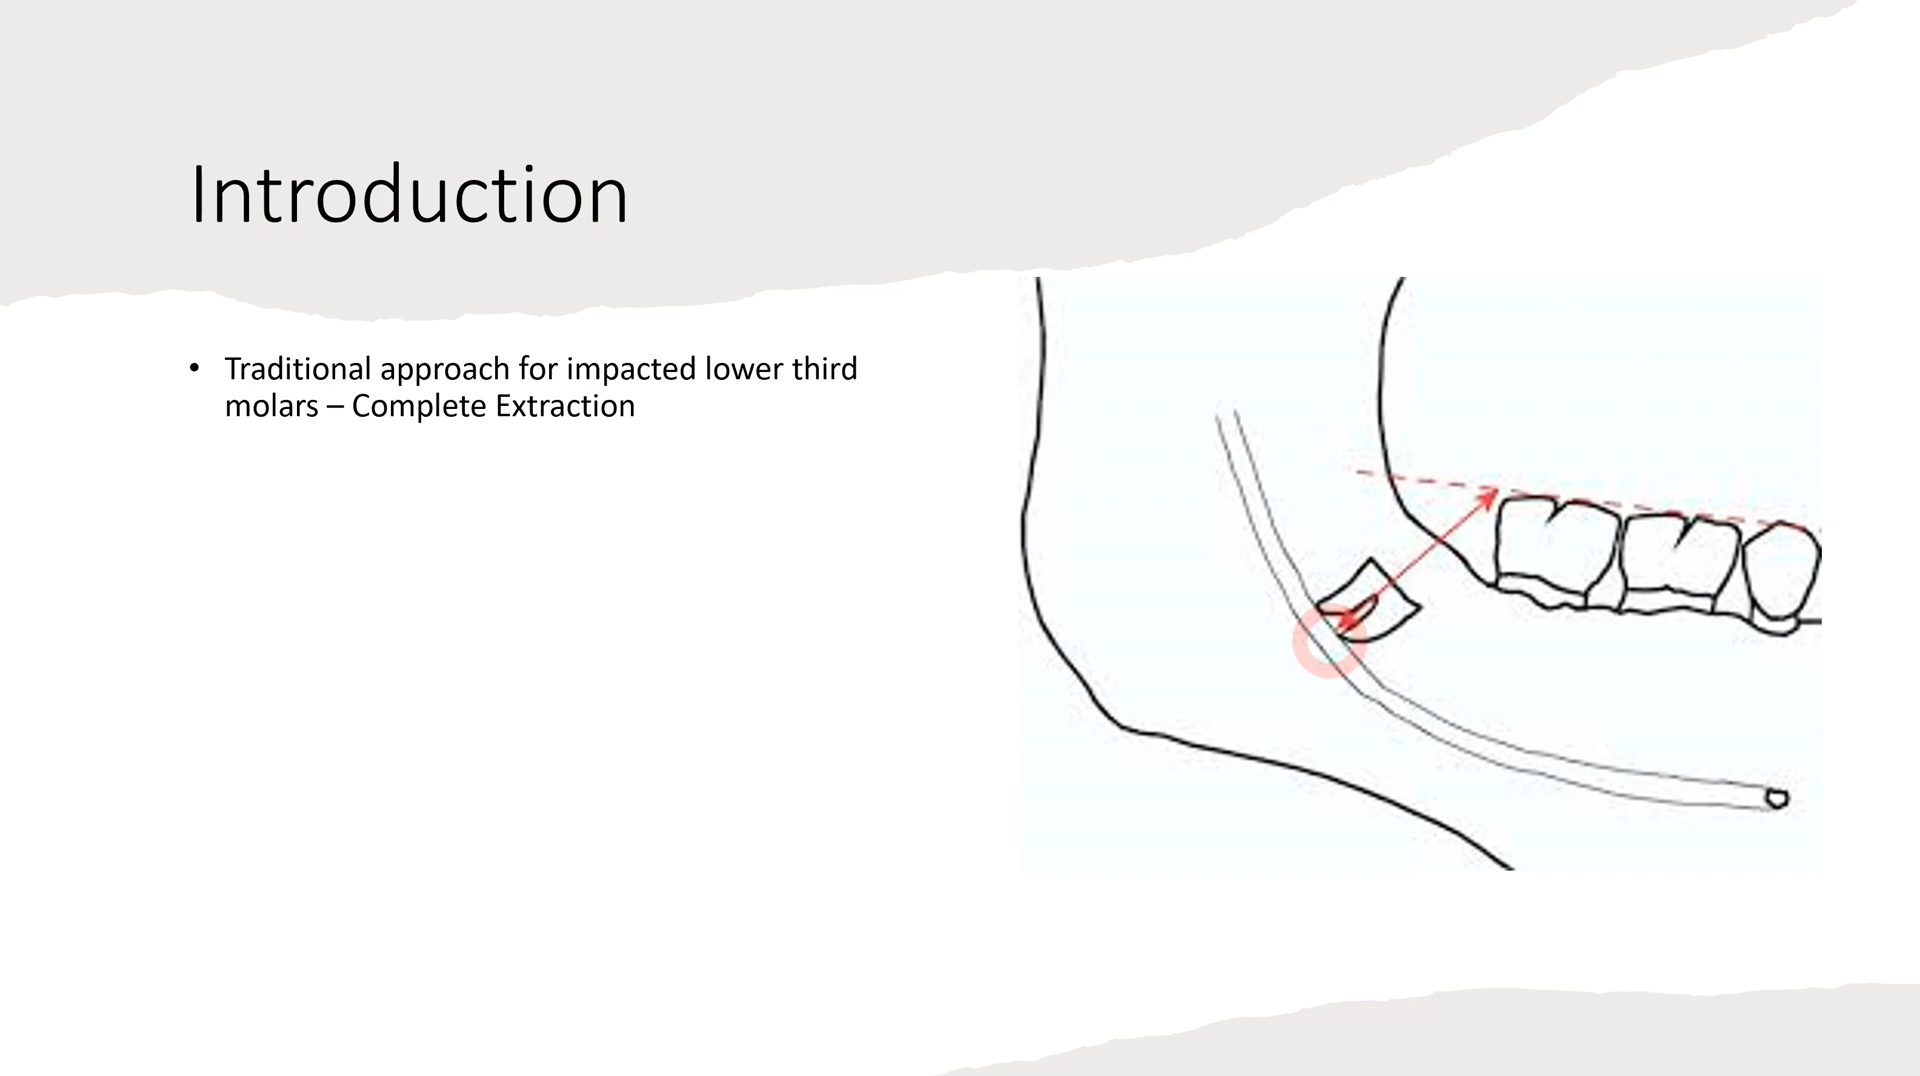 Introduction
• Traditional approach for impacted lower third
molars – Complete Extraction